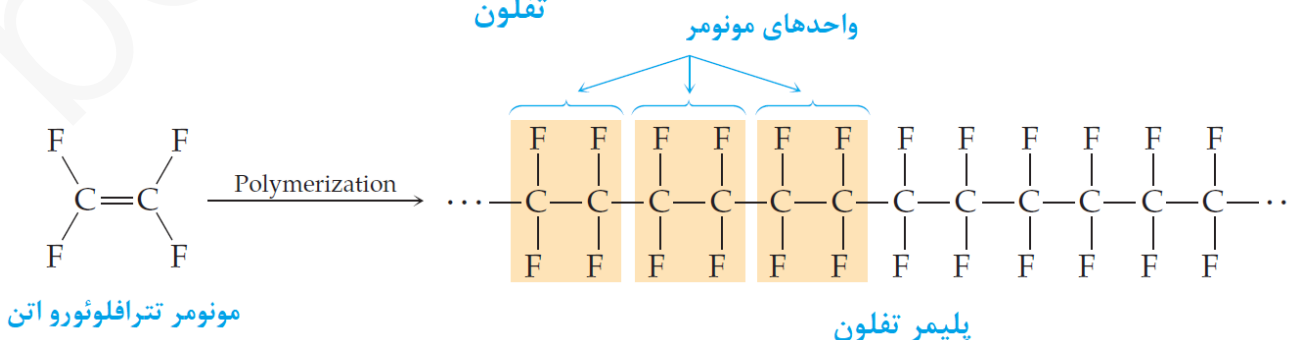 تفلون
واحدهای مونومر
F F F F F F F F F F F F F F
C=C Polymerization ···—C—C—C—C—C—C—C—C—C—C—C—C—··
F F F F F F F F F F F F F F
مونومر تترافلوئورو اتن
پلیمر تفلون